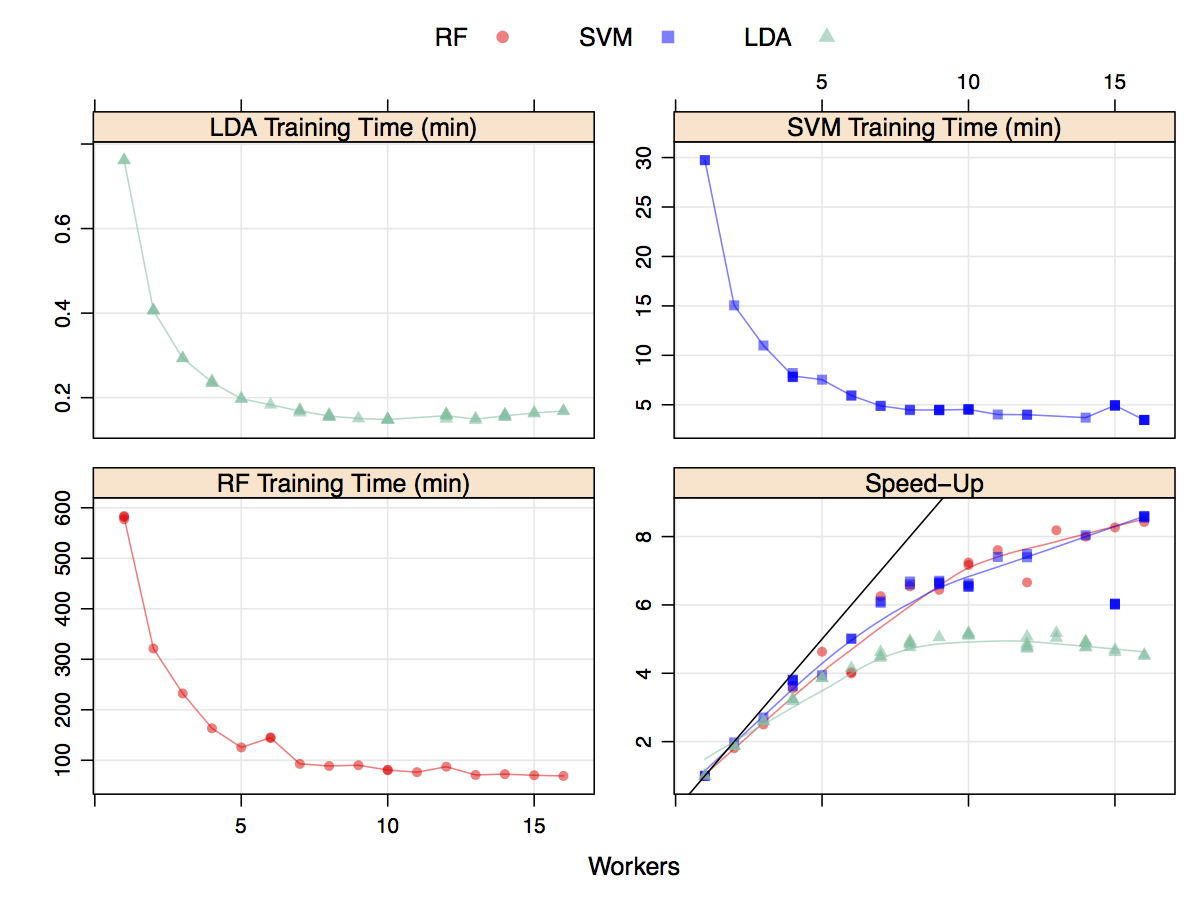 RF SVM LDA
5 10 15
LDA Training Time (min)
0.2 0.4 0.6
SVM Training Time (min)
5 10 15 20 25 30
RF Training Time (min)
100 200 300 400 500 600
5 10 15
Speed−Up
2 4 6 8
Workers